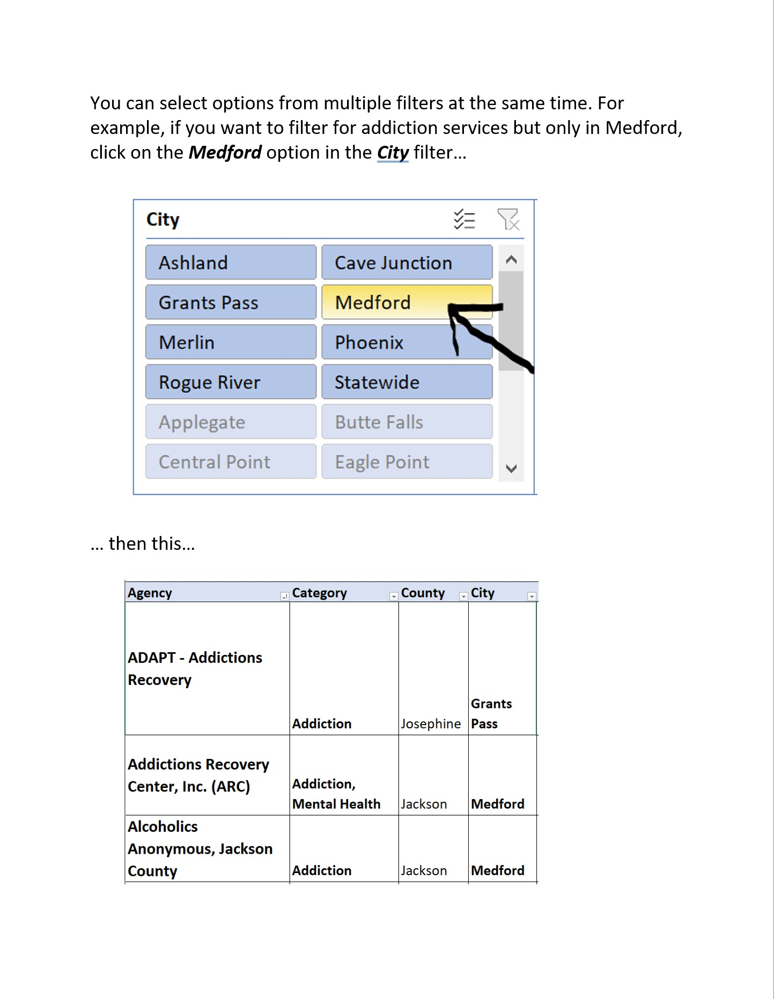 You can select options from multiple filters at the same time. For
example, if you want to filter for addiction services but only in Medford,
click on the Medford option in the City filter...
City
Ashland Cave Junction
Grants Pass Medford
Merlin Phoenix
Rogue River Statewide
Applegate Butte Falls
Central Point Eagle Point
... then this...
Agency Category County City
ADAPT - Addictions
Recovery
Addiction Josephine Grants
Pass
Addictions Recovery
Center, Inc. (ARC)
Addiction,
Mental Health Jackson Medford
Alcoholics
Anonymous, Jackson
County
Addiction Jackson Medford